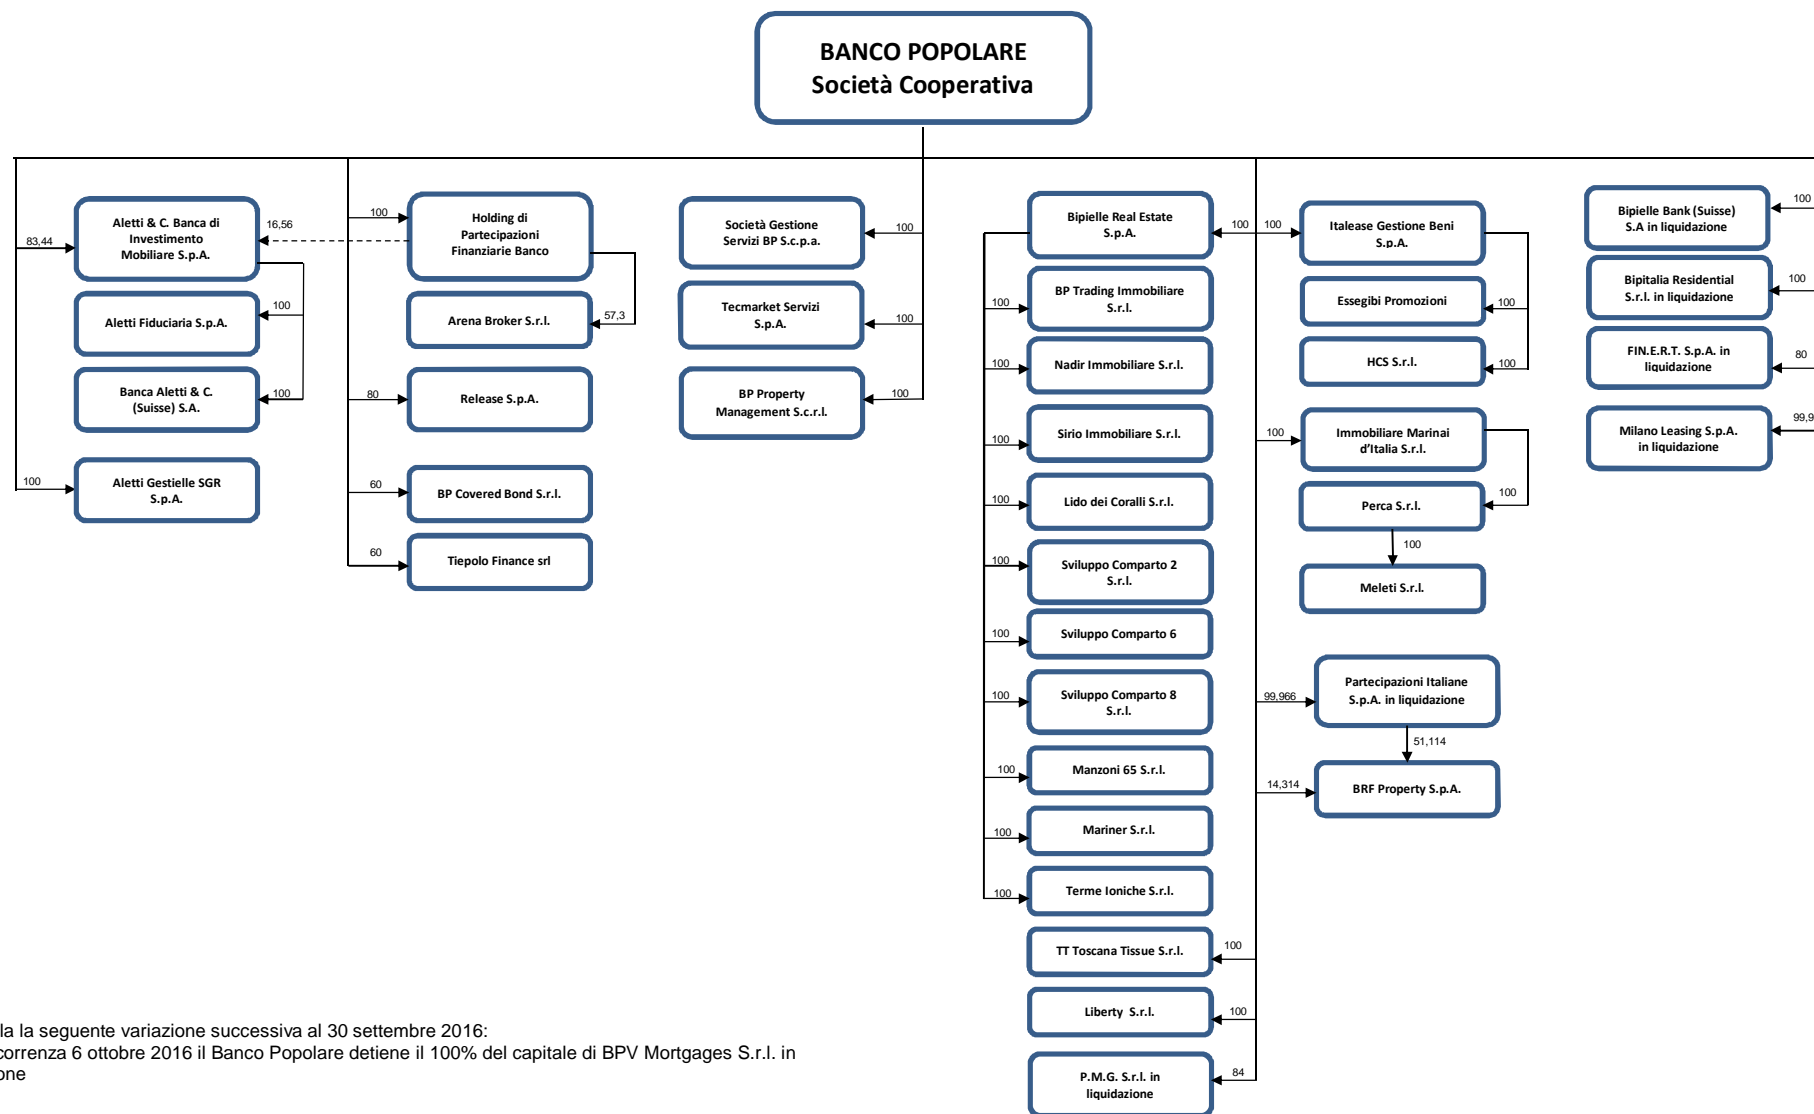 BANCO POPOLARE
Società Cooperativa
83,44
Aletti & C. Banca di
Investimento
Mobiliare S.p.A.
16,56
100
Aletti Fiduciaria S.p.A.
100
Banca Aletti & C.
(Suisse) S.A.
100
100
Aletti Gestielle SGR
S.p.A.
100
Holding di
Partecipazioni
Finanziarie Banco
Arena Broker S.r.l.
57,3
80
Release S.p.A.
60
BP Covered Bond S.r.l.
60
Tiepolo Finance srl
Società Gestione
Servizi BP S.c.p.a.
100
Tecmarket Servizi
S.p.A.
100
BP Property
Management S.c.r.l.
100
Bipielle Real Estate
S.p.A.
100
100
BP Trading Immobiliare
S.r.l.
100
Nadir Immobiliare S.r.l.
100
Sirio Immobiliare S.r.l.
100
Lido dei Coralli S.r.l.
100
Sviluppo Comparto 2
S.r.l.
100
Sviluppo Comparto 6
100
Sviluppo Comparto 8
S.r.l.
100
Manzoni 65 S.r.l.
100
Mariner S.r.l.
100
Terme Ioniche S.r.l.
TT Toscana Tissue S.r.l.
100
Liberty S.r.l.
100
P.M.G. S.r.l. in
liquidazione
84
100
Italease Gestione Beni
S.p.A.
Essegibi Promozioni
100
HCS S.r.l.
100
100
Immobiliare Marinai
d’Italia S.r.l.
Perca S.r.l.
100
100
Meleti S.r.l.
99,966
Partecipazioni Italiane
S.p.A. in liquidazione
51,114
14,314
BRF Property S.p.A.
Bipielle Bank (Suisse)
S.A in liquidazione
100
Bipitalia Residential
S.r.l. in liquidazione
100
FIN.E.R.T. S.p.A. in
liquidazione
80
Milano Leasing S.p.A.
in liquidazione
99,9
la la seguente variazione successiva al 30 settembre 2016:
correnza 6 ottobre 2016 il Banco Popolare detiene il 100% del capitale di BPV Mortgages S.r.l. in
one